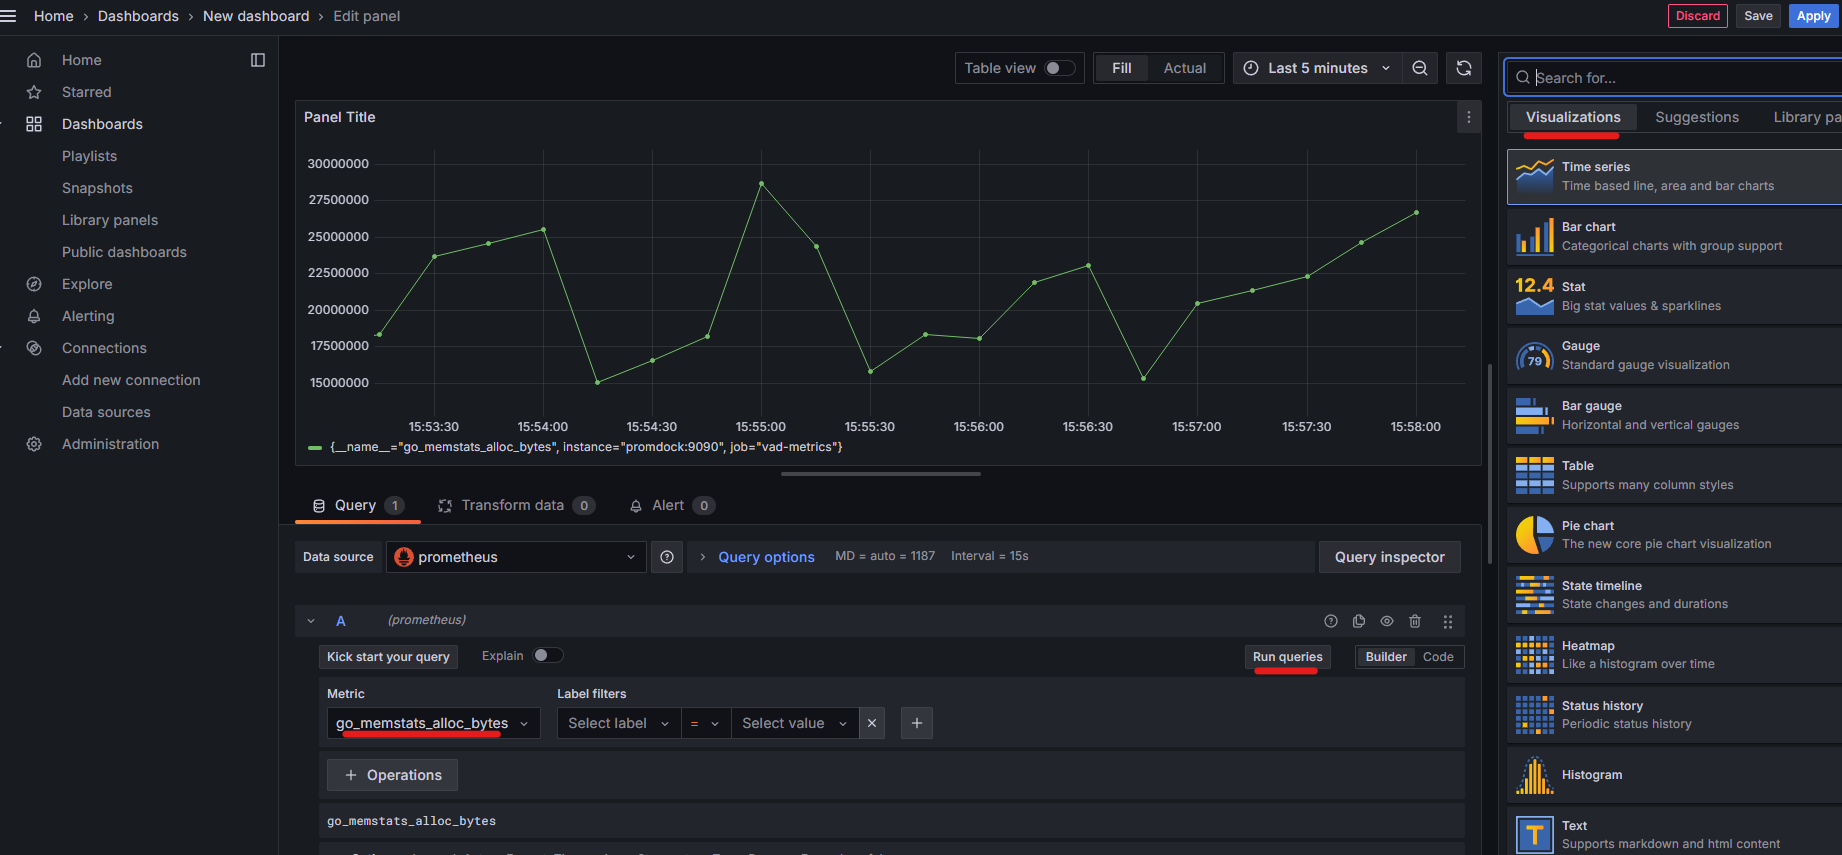 Home › Dashboards › New dashboard › Edit panel
Discard Save Apply
Home
Starred
Dashboards
Playlists
Snapshots
Library panels
Public dashboards
Explore
Alerting
Connections
Add new connection
Data sources
Administration
Table view Fill Actual Last 5 minutes
Panel Title
30000000
27500000
25000000
22500000
20000000
17500000
15000000
15:53:30 15:54:00 15:54:30 15:55:00 15:55:30 15:56:00 15:56:30 15:57:00 15:57:30 15:58:00
{__name__="go_memstats_alloc_bytes", instance="promdock:9090", job="vad-metrics"}
Query 1 Transform data 0 Alert 0
Data source prometheus Query options MD = auto = 1187 Interval = 15s Query inspector
A (prometheus)
Kick start your query Explain Run queries Builder Code
Metric Label filters
go_memstats_alloc_bytes Select label = Select value
+ Operations
go_memstats_alloc_bytes
Search for...
Visualizations Suggestions Library pa
Time series
Time based line, area and bar charts
Bar chart
Categorical charts with group support
12.4
Stat
Big stat values & sparklines
79
Gauge
Standard gauge visualization
Bar gauge
Horizontal and vertical gauges
Table
Supports many column styles
Pie chart
The new core pie chart visualization
State timeline
State changes and durations
Heatmap
Like a histogram over time
Status history
Periodic status history
Histogram
T
Text
Supports markdown and html content